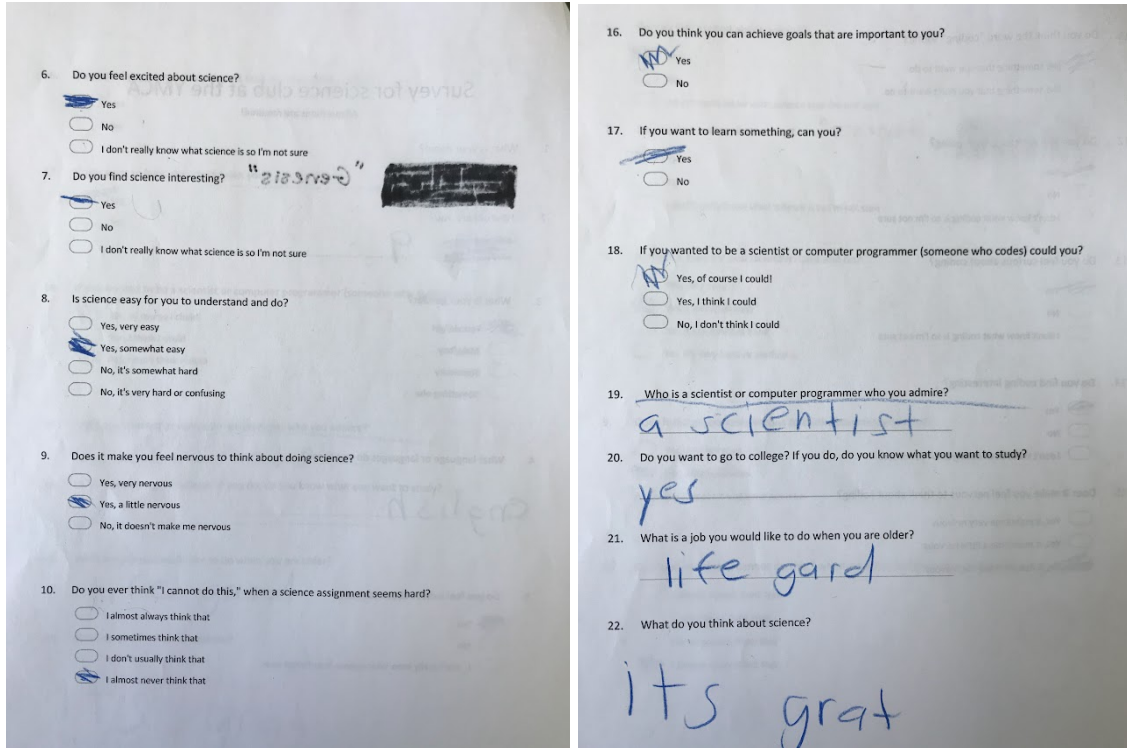 6. Do you feel excited about science?
Yes
No
I don't really know what science is so I'm not sure
7. Do you find science interesting?
"Genesis"
Yes
No
I don't really know what science is so I'm not sure
8. Is science easy for you to understand and do?
Yes, very easy
Yes, somewhat easy
No, it's somewhat hard
No, it's very hard or confusing
9. Does it make you feel nervous to think about doing science?
Yes, very nervous
Yes, a little nervous
No, it doesn't make me nervous
10. Do you ever think "I cannot do this," when a science assignment seems hard?
I almost always think that
I sometimes think that
I don't usually think that
I almost never think that
Survey for science club at the YMCA
9
English
16. Do you think you can achieve goals that are important to you?
Yes
No
17. If you want to learn something, can you?
Yes
No
18. If you wanted to be a scientist or computer programmer (someone who codes) could you?
Yes, of course I could!
Yes, I think I could
No, I don't think I could
19. Who is a scientist or computer programmer who you admire?
a scientist
20. Do you want to go to college? If you do, do you know what you want to study?
yes
21. What is a job you would like to do when you are older?
life gard
22. What do you think about science?
its grat